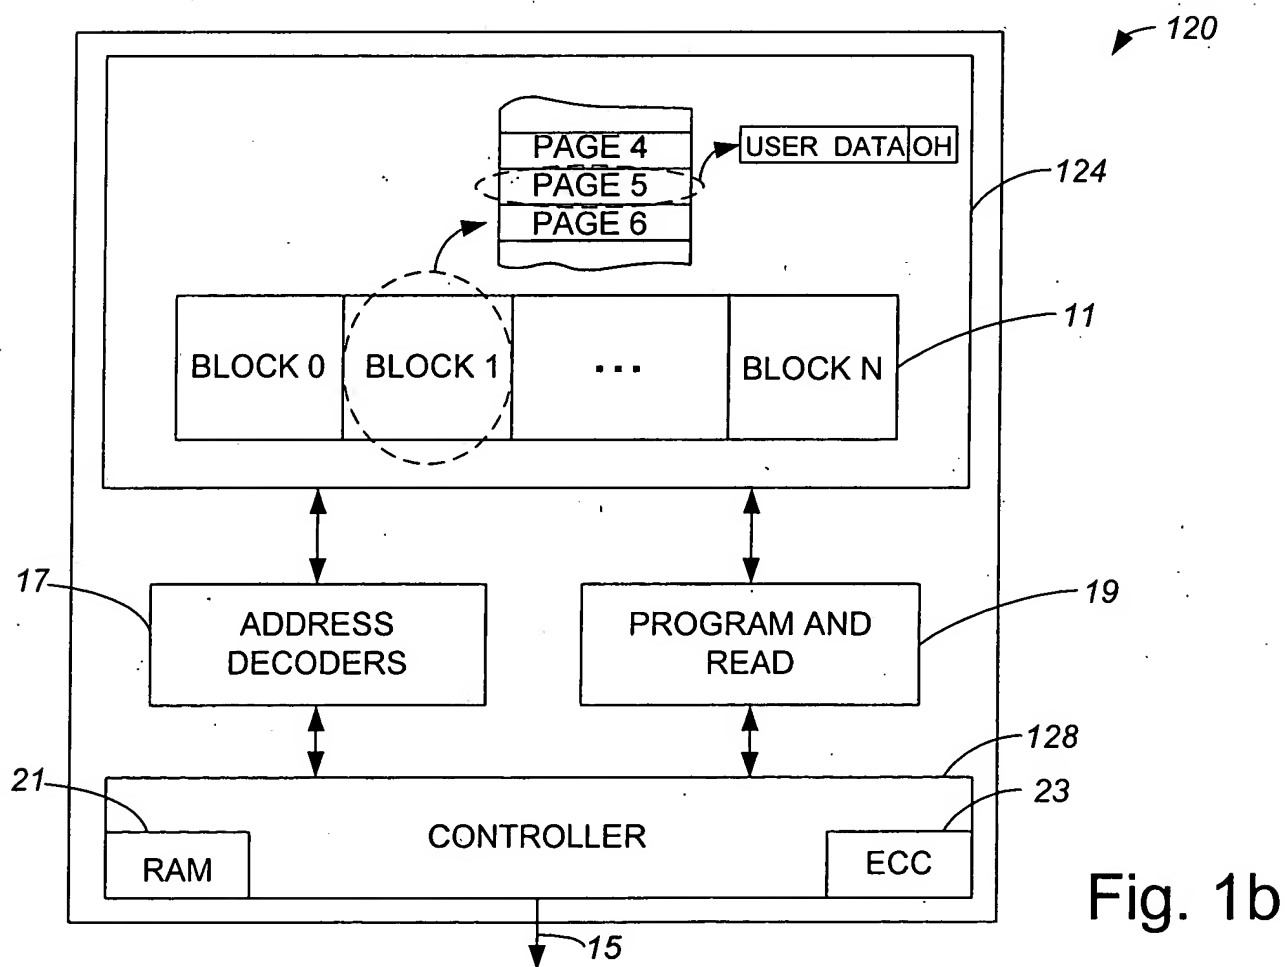 120
PAGE 4
USER DATA OH
PAGE 5
124
PAGE 6
11
BLOCK 0 BLOCK 1 ... BLOCK N
17
19
ADDRESS
DECODERS
PROGRAM AND
READ
128
21
23
CONTROLLER
RAM
ECC
Fig. 1b
15